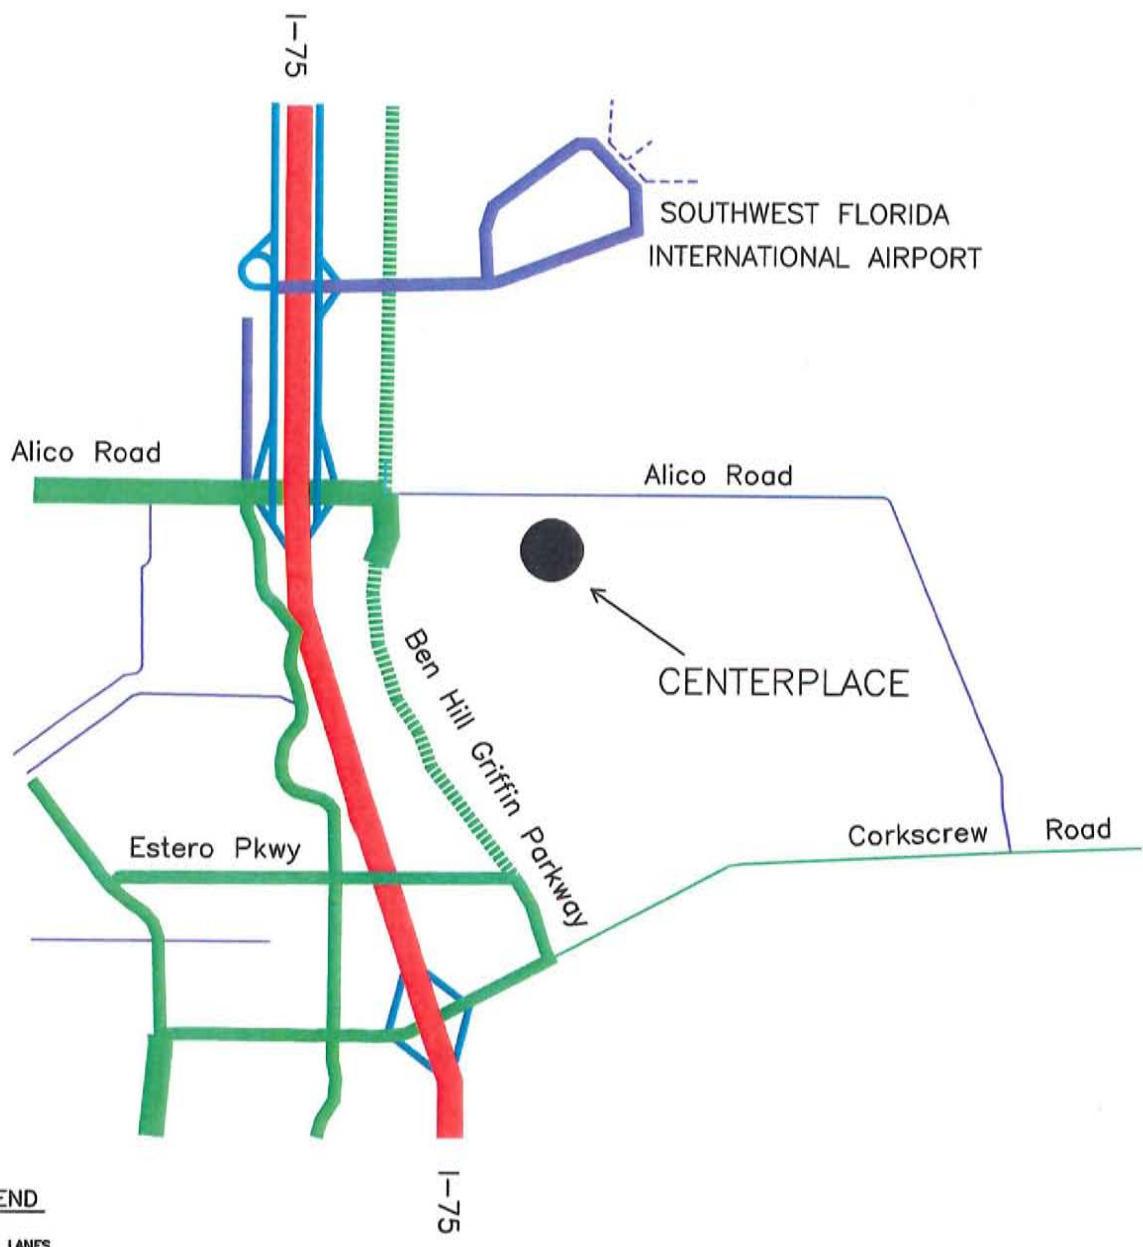 I-75
SOUTHWEST FLORIDA
INTERNATIONAL AIRPORT
Alico Road
Alico Road
CENTERPLACE
Ben Hill Griffin Parkway
Estero Pkwy
Corkscrew Road
I-75
END
LANES